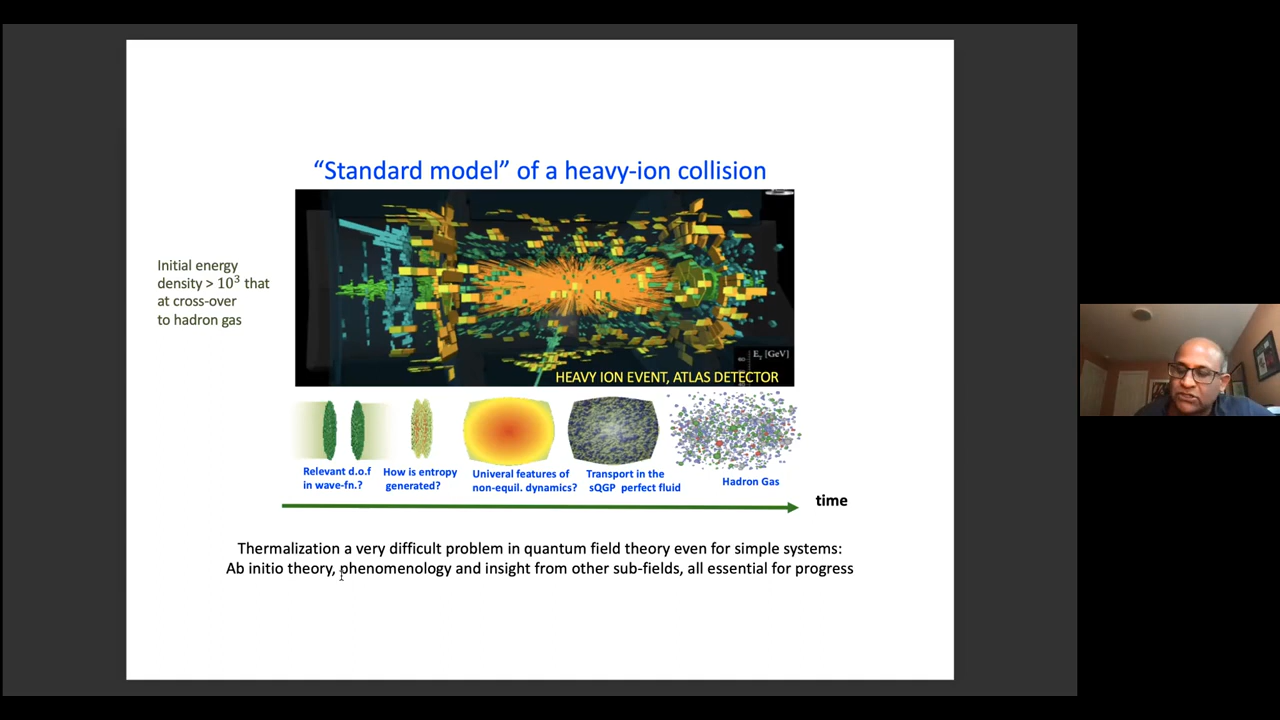 “Standard model” of a heavy-ion collision
Initial energy
density > 10³ that
at cross-over
to hadron gas
E_T [GeV]
HEAVY ION EVENT, ATLAS DETECTOR
Relevant d.o.f
in wave-fn.?
How is entropy
generated?
Univeral features of
non-equil. dynamics?
Transport in the
sQGP perfect fluid
Hadron Gas
time
Thermalization a very difficult problem in quantum field theory even for simple systems:
Ab initio theory, phenomenology and insight from other sub-fields, all essential for progress